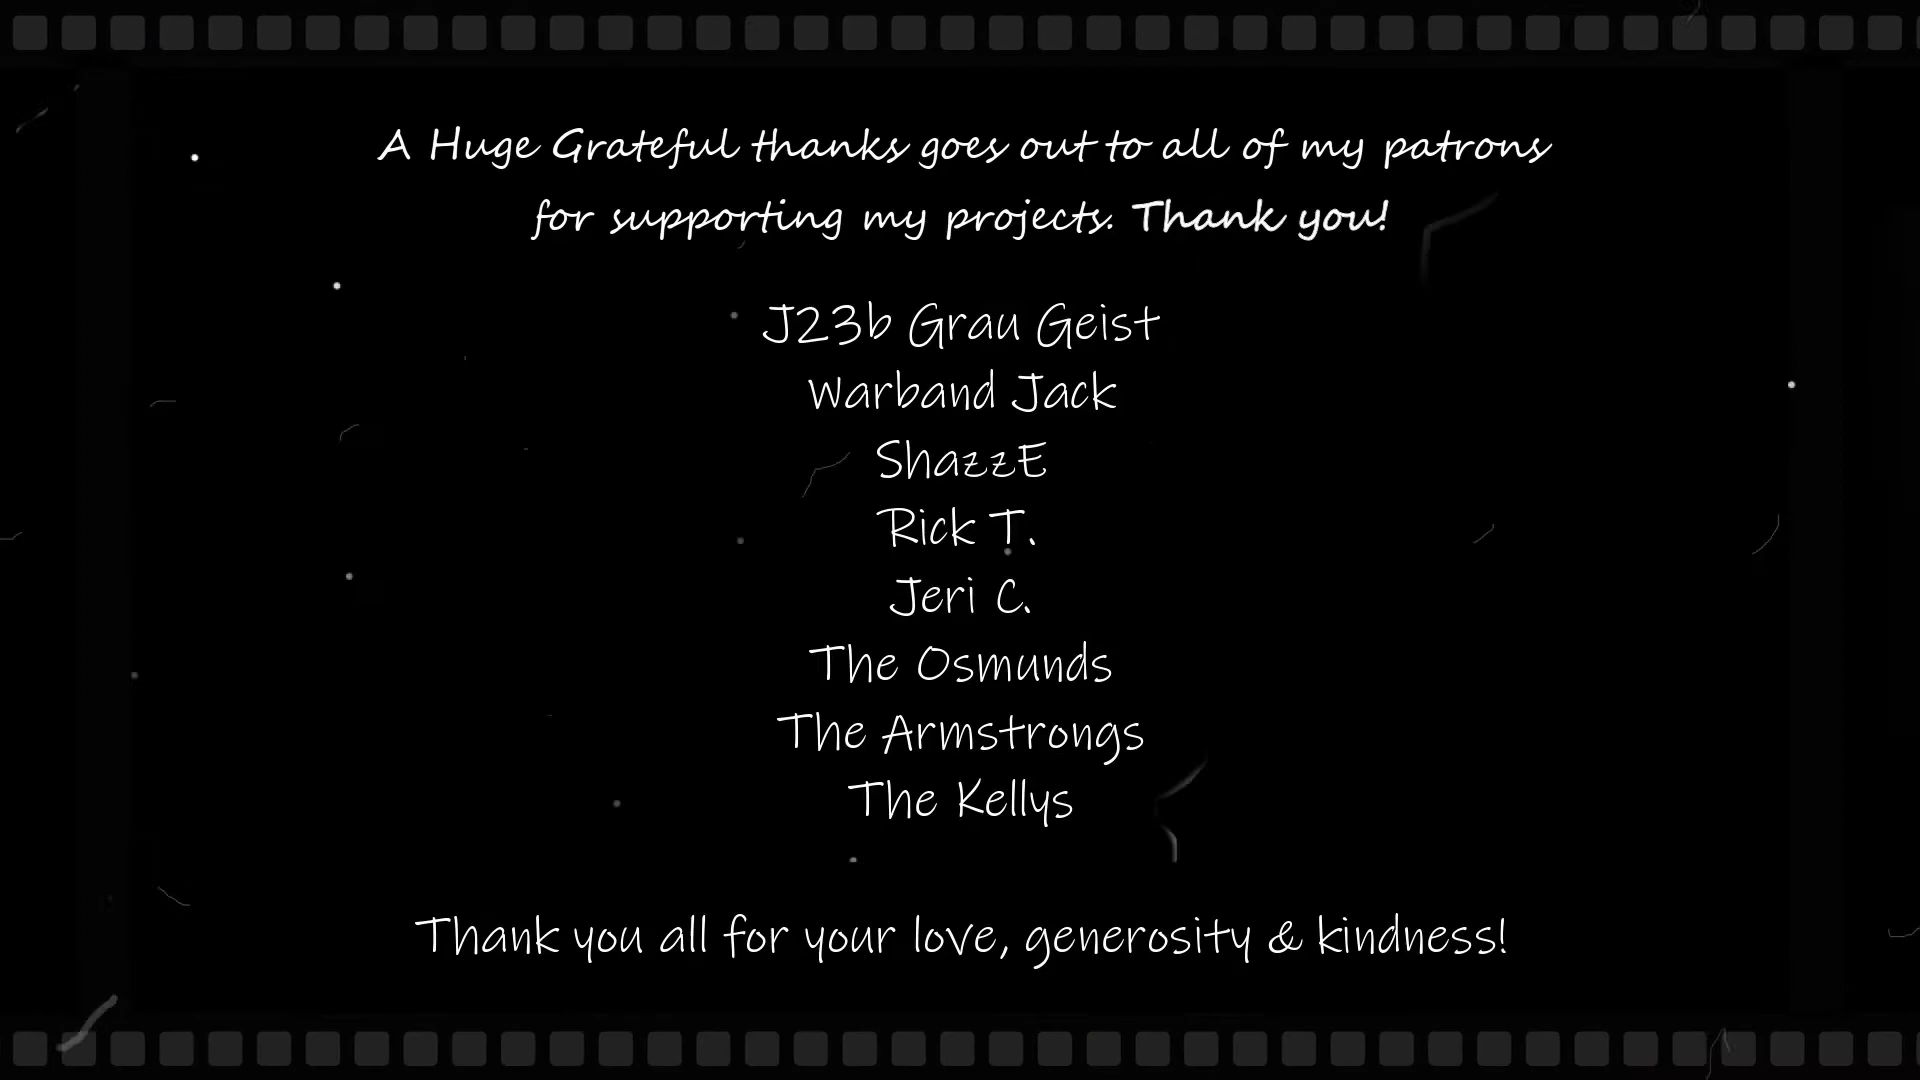 A Huge Grateful thanks goes out to all of my patrons
for supporting my projects. Thank you!
J23b Grau Geist
Warband Jack
ShazzE
Rick T.
Jeri C.
The Osmunds
The Armstrongs
The Kellys
Thank you all for your love, generosity & kindness!